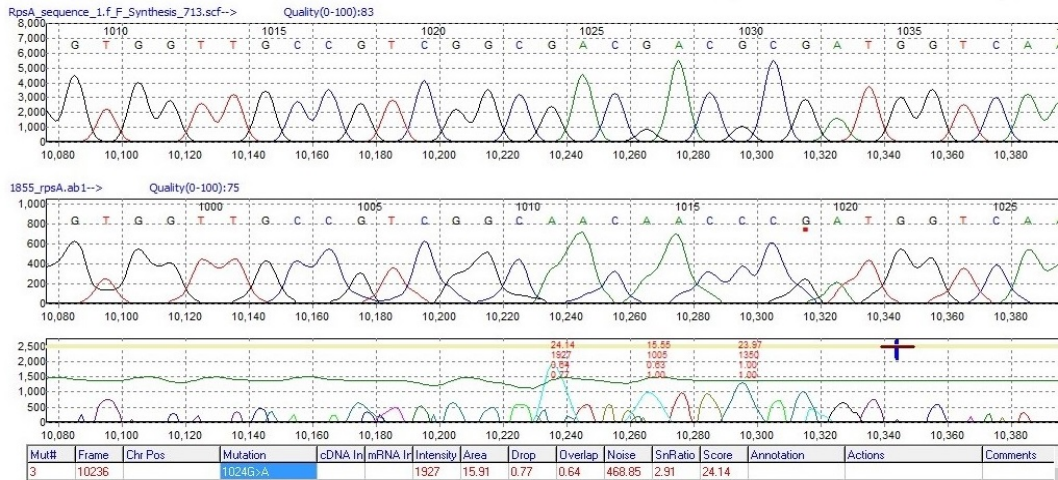 RpsA_sequence_1.f_F_Synthesis_713.scf--> Quality(0-100):83
8,000 1010 1015 1020 1025 1030 1035
7,000
G T G G T T G C C G T C G G C G A C G A C G C G A T G G T C A A
6,000
5,000
4,000
3,000
2,000
1,000
0
10,080 10,100 10,120 10,140 10,160 10,180 10,200 10,220 10,240 10,260 10,280 10,300 10,320 10,340 10,360 10,380
1855_rpsA.ab1--> Quality(0-100):75
1,000 1000 1005 1010 1015 1020 1025
G T G G T T G C C G T C G G C A A C A A C C C G A T G G T C A A
800
600
400
200
0
10,080 10,100 10,120 10,140 10,160 10,180 10,200 10,220 10,240 10,260 10,280 10,300 10,320 10,340 10,360 10,380
2,500 24.14 15.55 23.97
2,000 1927 1005 1350
0.64 0.63 1.00
1,500 0.77 1.00 1.00
1,000
500
0
10,080 10,100 10,120 10,140 10,160 10,180 10,200 10,220 10,240 10,260 10,280 10,300 10,320 10,340 10,360 10,380
Mut# Frame Chr Pos Mutation cDNA In mRNA Ir Intensity Area Drop Overlap Noise SnRatio Score Annotation Actions Comments
3 10236 1024G>A 1927 15.91 0.77 0.64 468.85 2.91 24.14